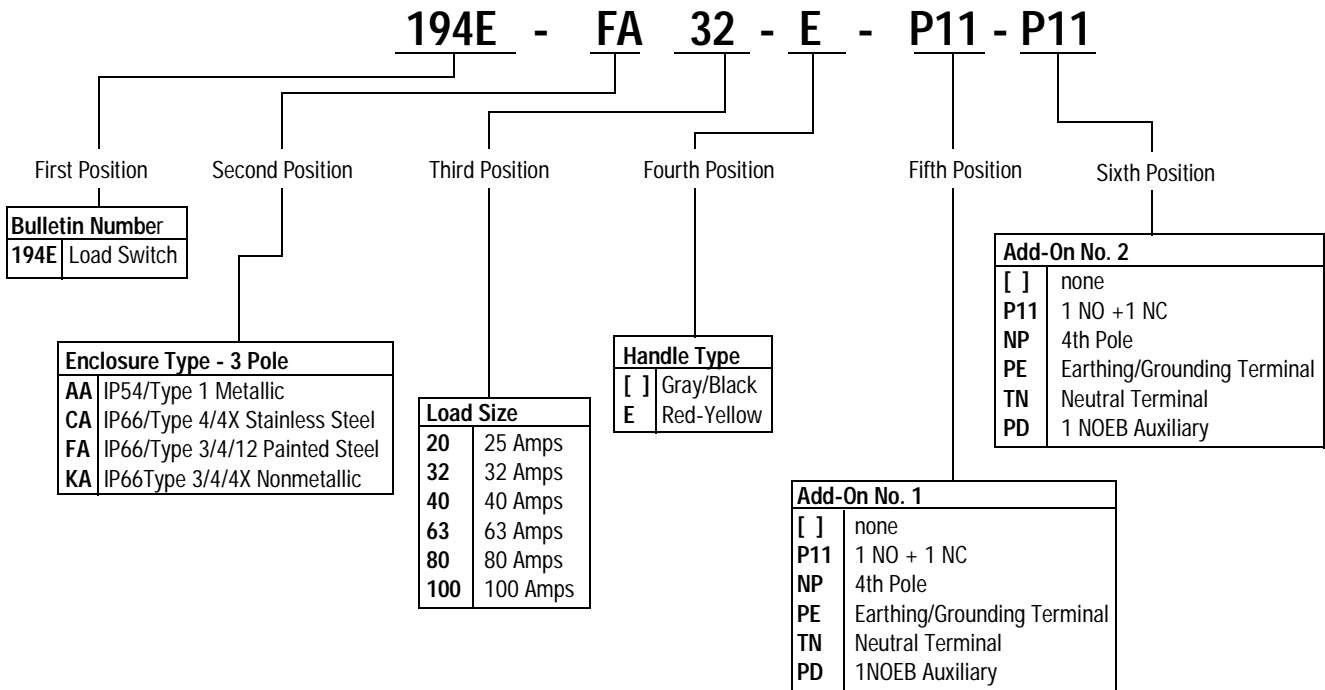 194E - FA 32 - E - P11 - P11
First Position
Second Position
Third Position
Fourth Position
Fifth Position
Sixth Position
Bulletin Number
194E Load Switch
Enclosure Type - 3 Pole
AA IP54/Type 1 Metallic
CA IP66/Type 4/4X Stainless Steel
FA IP66/Type 3/4/12 Painted Steel
KA IP66Type 3/4/4X Nonmetallic
Load Size
20 25 Amps
32 32 Amps
40 40 Amps
63 63 Amps
80 80 Amps
100 100 Amps
Handle Type
[ ] Gray/Black
E Red-Yellow
Add-On No. 1
[ ] none
P11 1 NO + 1 NC
NP 4th Pole
PE Earthing/Grounding Terminal
TN Neutral Terminal
PD 1NOEB Auxiliary
Add-On No. 2
[ ] none
P11 1 NO +1 NC
NP 4th Pole
PE Earthing/Grounding Terminal
TN Neutral Terminal
PD 1 NOEB Auxiliary